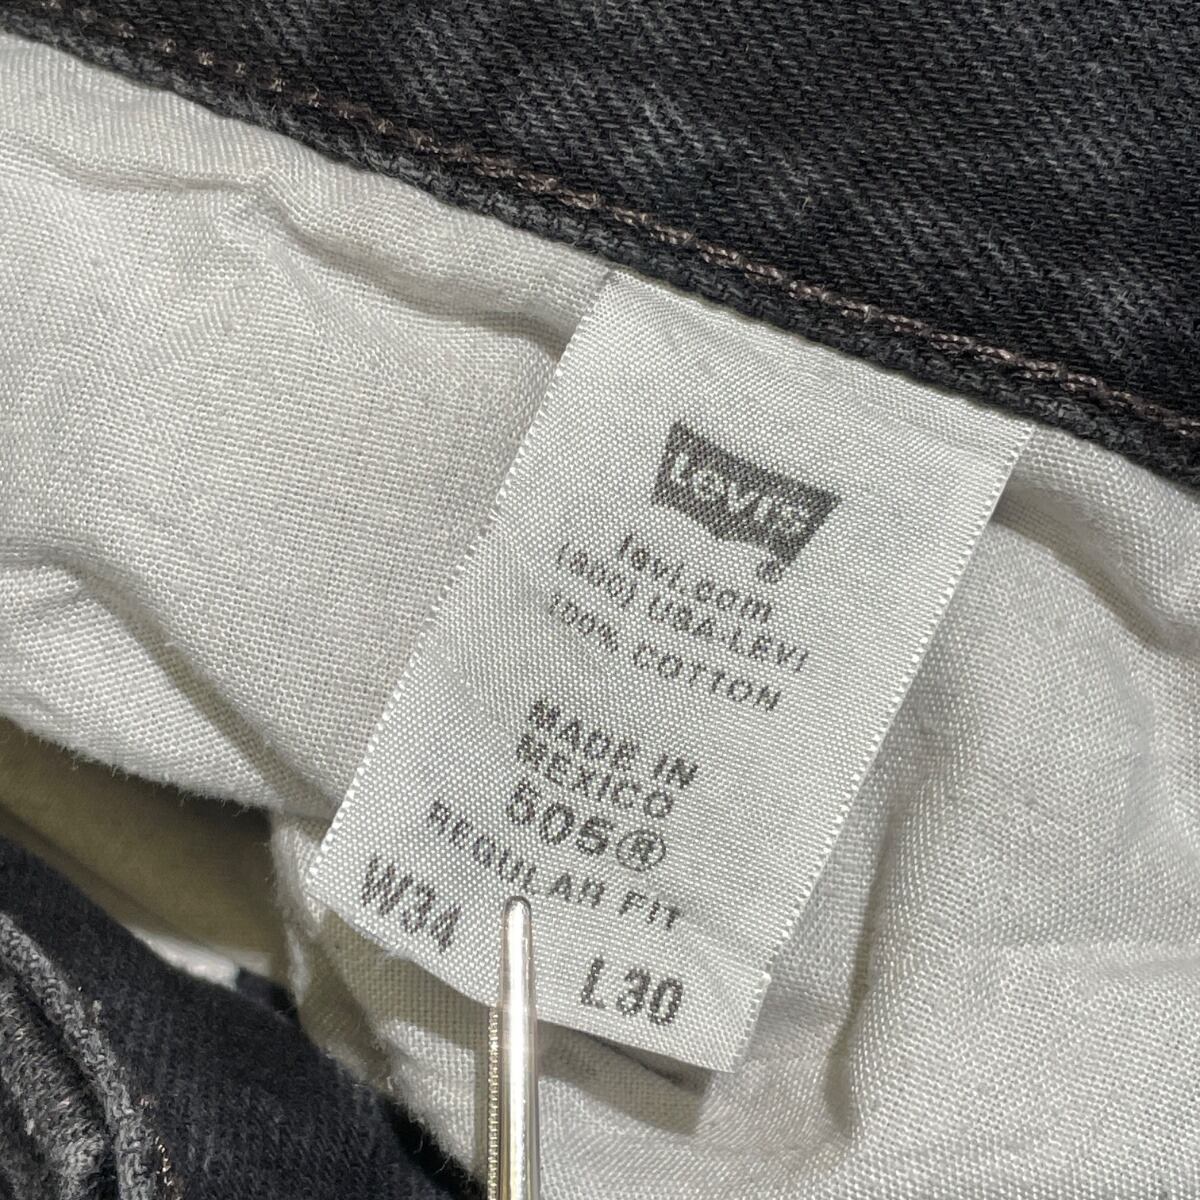 Levi's
®
levi.com
(800) USA-LEVI
100% COTTON
MADE IN
MEXICO
505®
REGULAR FIT
W34 L30